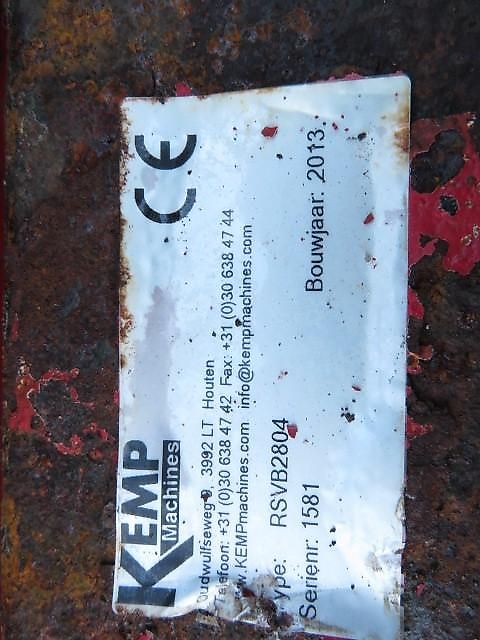 KEMP
Machines
CE
3992 LT Houten
Telefoon: +31 (0)30 638 47 42 Fax: +31 (0)30 638 47 44
www.KEMPmachines.com info@kempmachines.com
Type: RSVB2804
Serienr: 1581 Bouwjaar: 2013